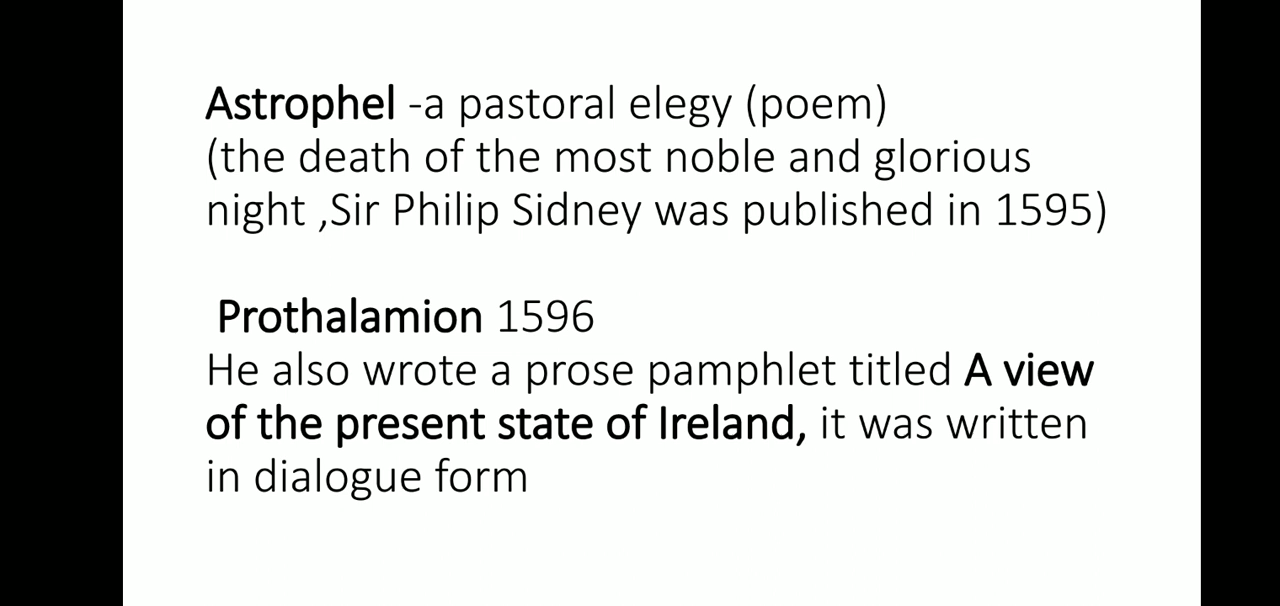 Astrophel -a pastoral elegy (poem)
(the death of the most noble and glorious
night ,Sir Philip Sidney was published in 1595)
Prothalamion 1596
He also wrote a prose pamphlet titled A view
of the present state of Ireland, it was written
in dialogue form